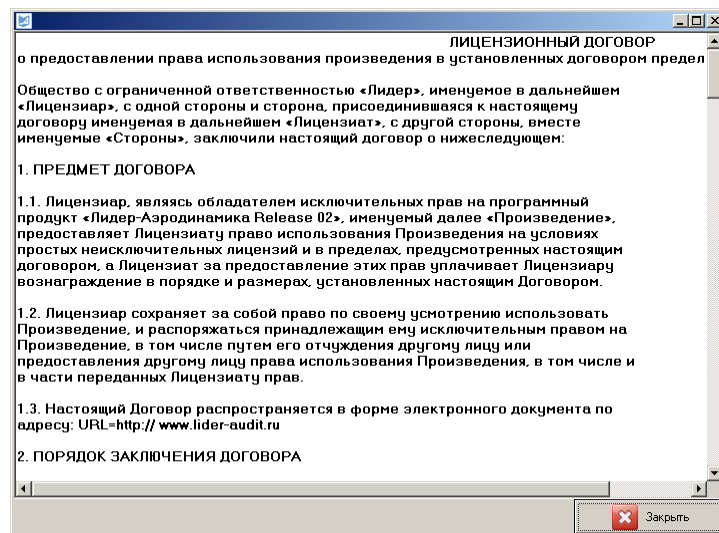 ЛИЦЕНЗИОННЫЙ ДОГОВОР
о предоставлении права использования произведения в установленных договором предел
Общество с ограниченной ответственностью «Лидер», именуемое в дальнейшем
«Лицензиар», с одной стороны и сторона, присоединившаяся к настоящему
договору именуемая в дальнейшем «Лицензиат», с другой стороны, вместе
именуемые «Стороны», заключили настоящий договор о нижеследующем:
1. ПРЕДМЕТ ДОГОВОРА
1.1. Лицензиар, являясь обладателем исключительных прав на программный
продукт «Лидер-Аэродинамика Release 02», именуемый далее «Произведение»,
предоставляет Лицензиату право использования Произведения на условиях
простых неисключительных лицензий и в пределах, предусмотренных настоящим
договором, а Лицензиат за предоставление этих прав уплачивает Лицензиару
вознаграждение в порядке и размерах, установленных настоящим Договором.
1.2. Лицензиар сохраняет за собой право по своему усмотрению использовать
Произведение, и распоряжаться принадлежащим ему исключительным правом на
Произведение, в том числе путем его отчуждения другому лицу или
предоставления другому лицу права использования Произведения, в том числе и
в части переданных Лицензиату прав.
1.3. Настоящий Договор распространяется в форме электронного документа по
адресу: URL=http:// www.lider-audit.ru
2. ПОРЯДОК ЗАКЛЮЧЕНИЯ ДОГОВОРА
Закрыть